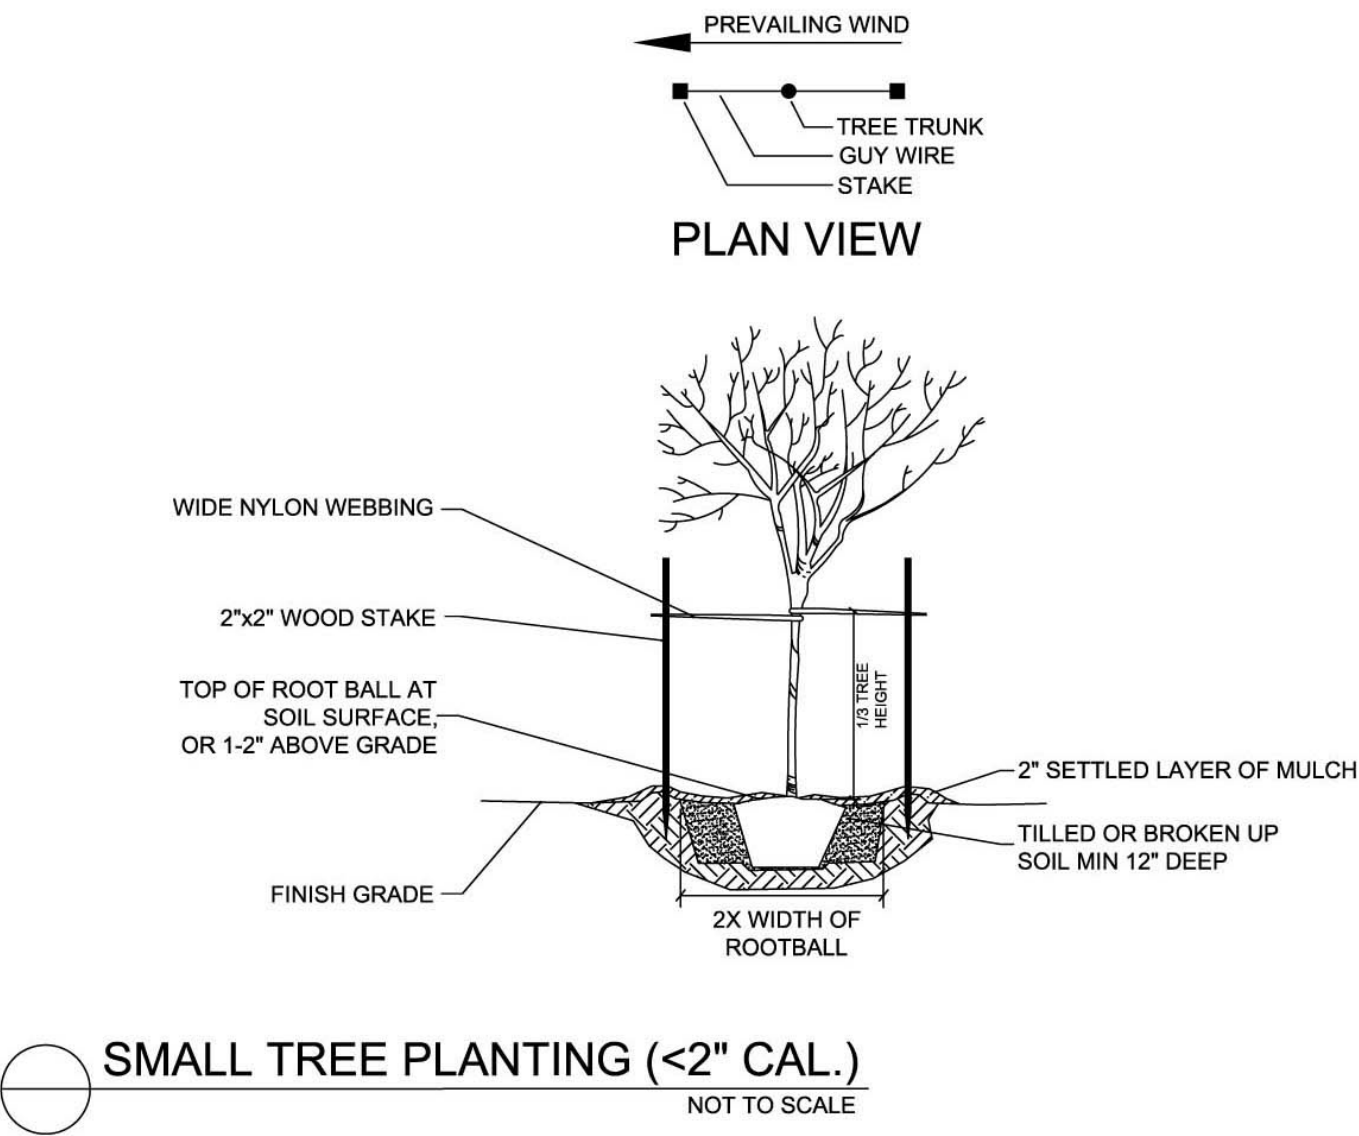 PREVAILING WIND
TREE TRUNK
GUY WIRE
STAKE
PLAN VIEW
WIDE NYLON WEBBING
2"x2" WOOD STAKE
TOP OF ROOT BALL AT
SOIL SURFACE,
OR 1-2" ABOVE GRADE
1/3 TREE
HEIGHT
2" SETTLED LAYER OF MULCH
TILLED OR BROKEN UP
SOIL MIN 12" DEEP
FINISH GRADE
2X WIDTH OF
ROOTBALL
SMALL TREE PLANTING (<2" CAL.)
NOT TO SCALE